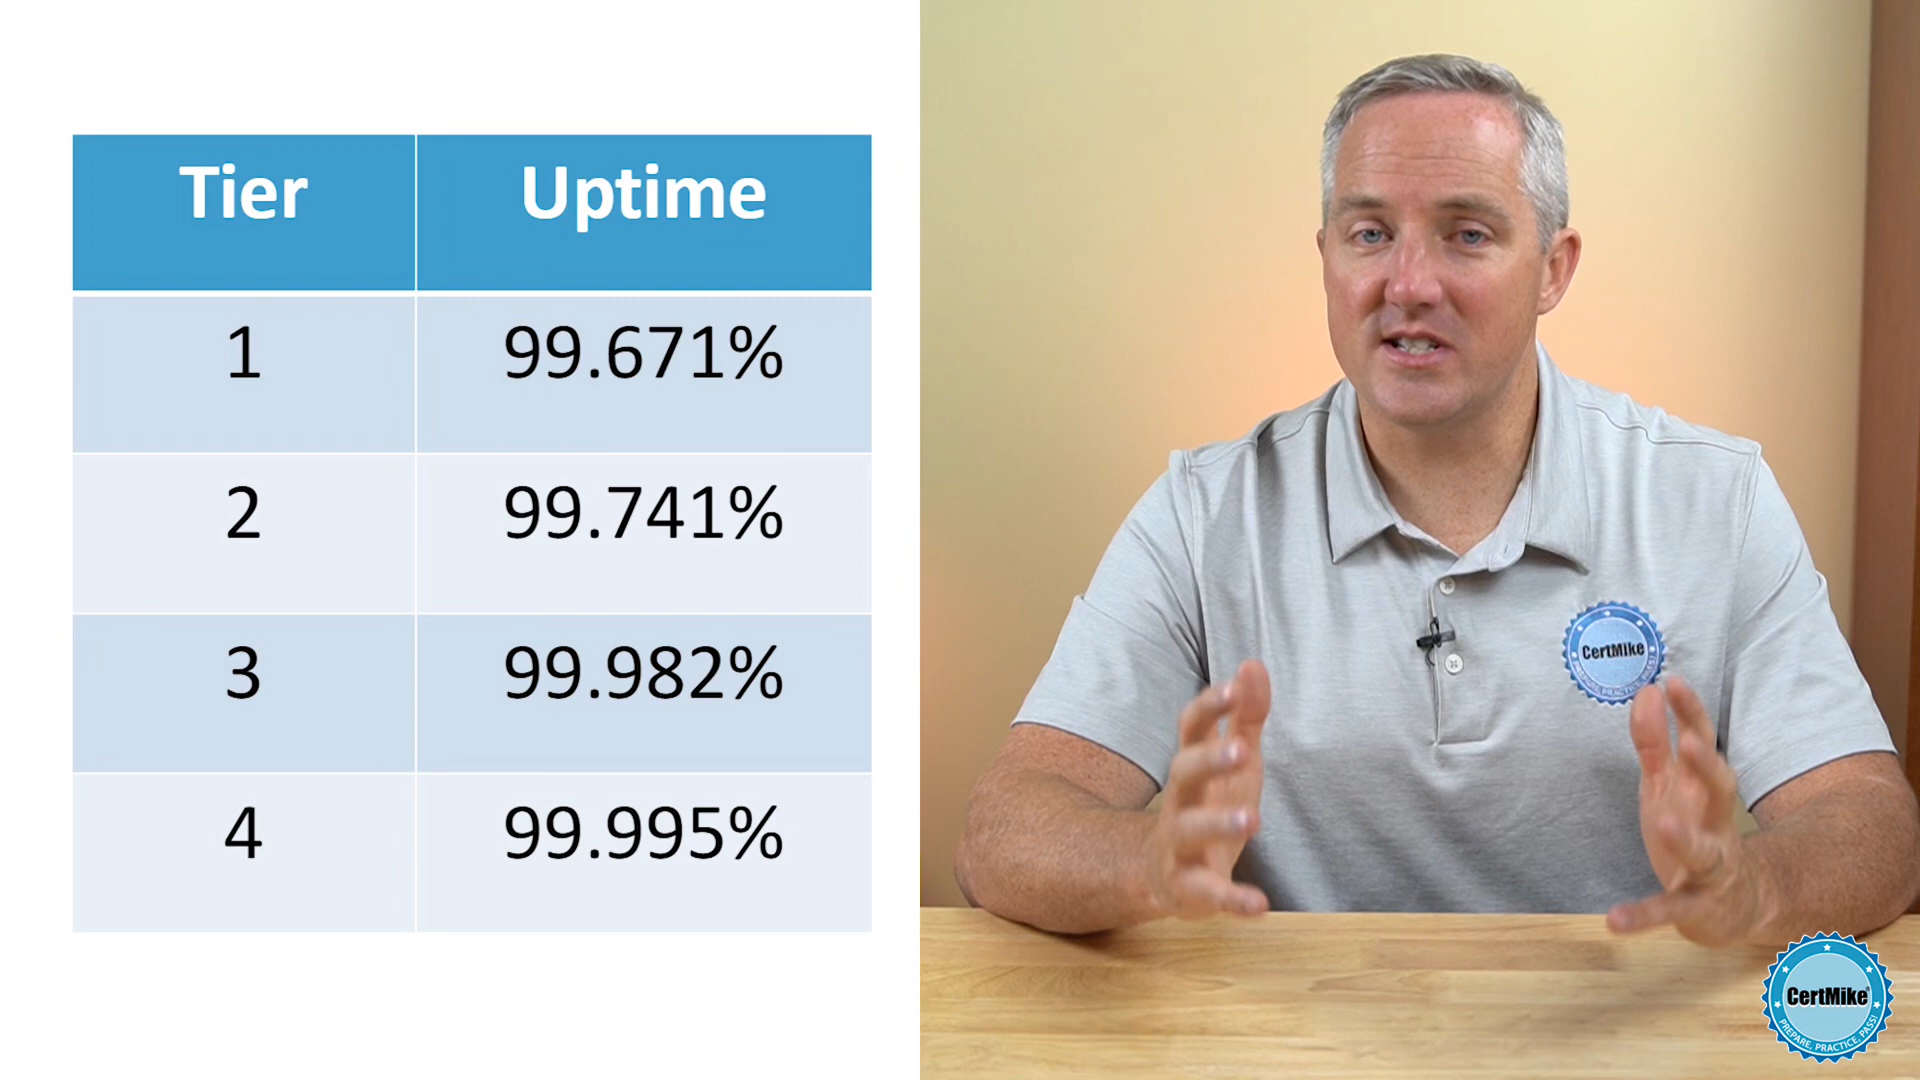 Tier Uptime
1 99.671%
2 99.741%
3 99.982%
4 99.995%
CertMike
CertMike
PREPARE, PRACTICE, PASS!